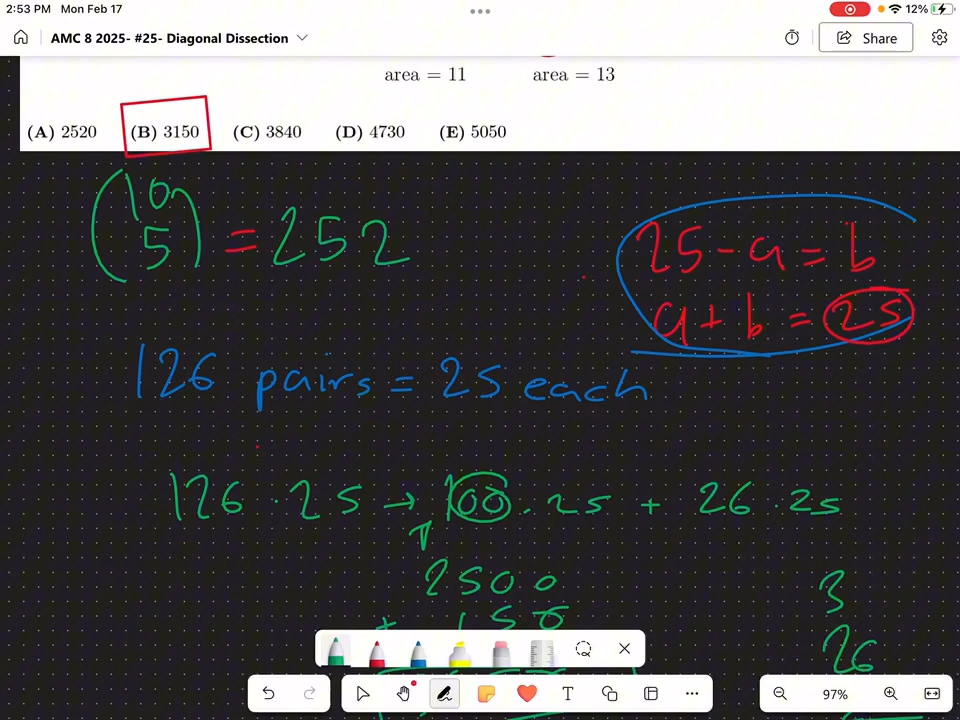 2:53 PM Mon Feb 17
12%
AMC 8 2025- #25- Diagonal Dissection
Share
area = 11 area = 13
(A) 2520 (B) 3150 (C) 3840 (D) 4730 (E) 5050
(10
5) = 252
25 - a = b
a + b = 25
126 pairs = 25 each
126 · 25 → 100 · 25 + 26 · 25
2500
3
26
97%